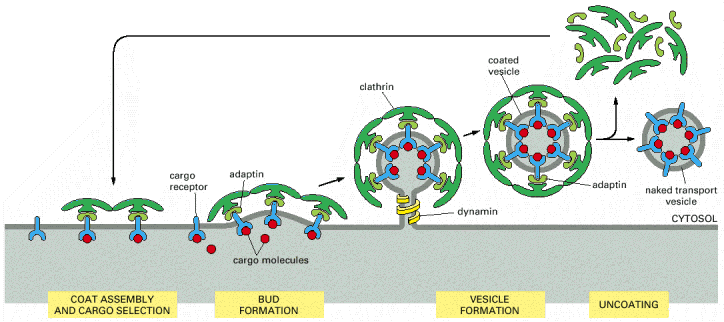 coated
vesicle
clathrin
cargo
receptor
adaptin
adaptin
naked transport
vesicle
dynamin
CYTOSOL
cargo molecules
COAT ASSEMBLY
AND CARGO SELECTION
BUD
FORMATION
VESICLE
FORMATION
UNCOATING